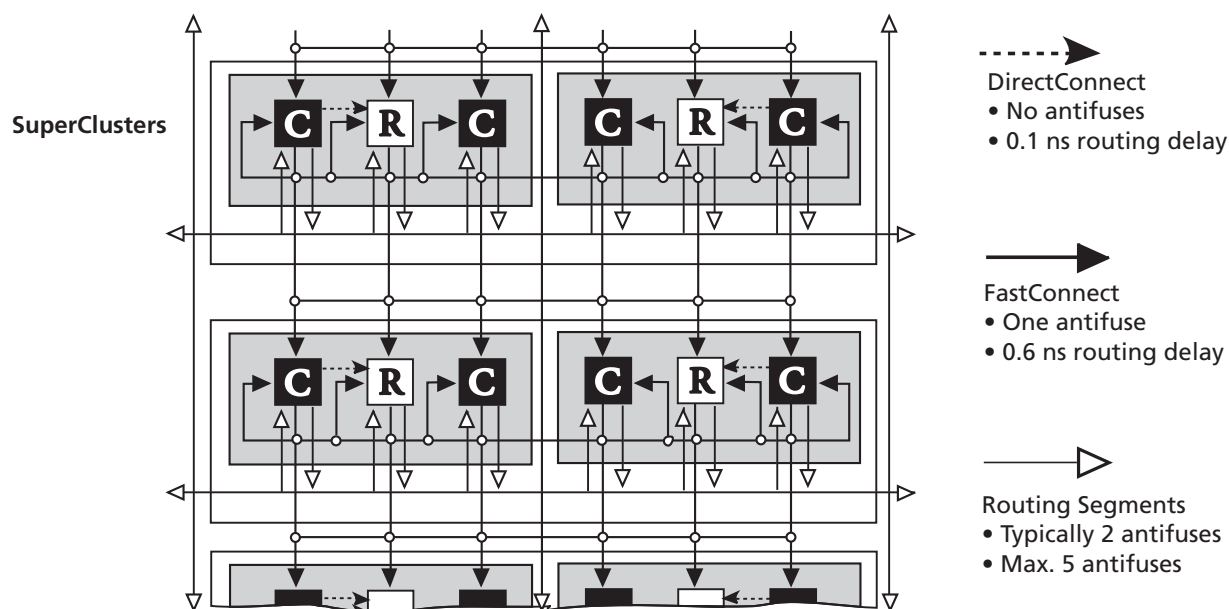 SuperClusters
C R C C R C
C R C C R C
DirectConnect
• No antifuses
• 0.1 ns routing delay
FastConnect
• One antifuse
• 0.6 ns routing delay
Routing Segments
• Typically 2 antifuses
• Max. 5 antifuses